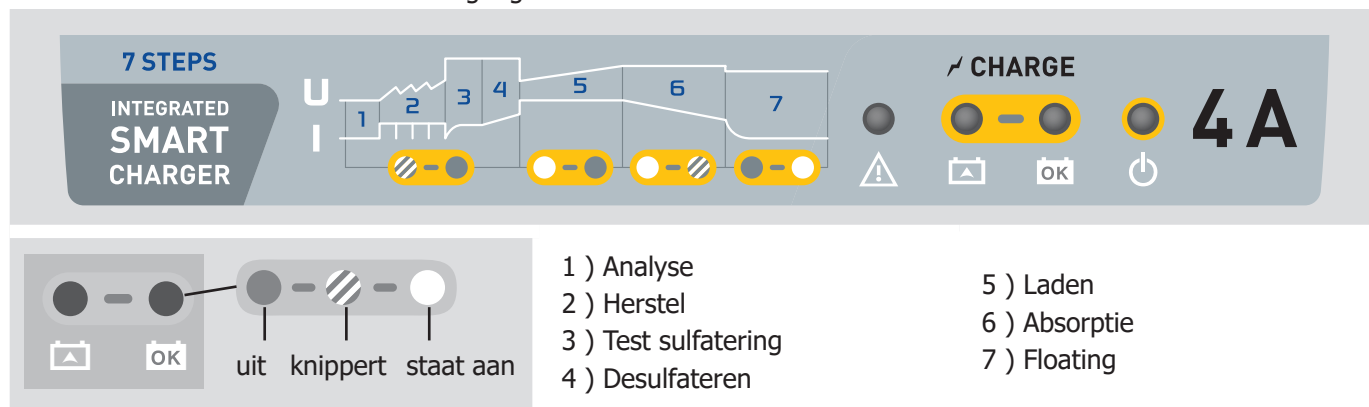 7 STEPS
INTEGRATED
SMART
CHARGER
U
I
1
2
3
4
5
6
7
CHARGE
OK
4 A
OK
uit knippert staat aan
1 ) Analyse
2 ) Herstel
3 ) Test sulfatering
4 ) Desulfateren
5 ) Laden
6 ) Absorptie
7 ) Floating